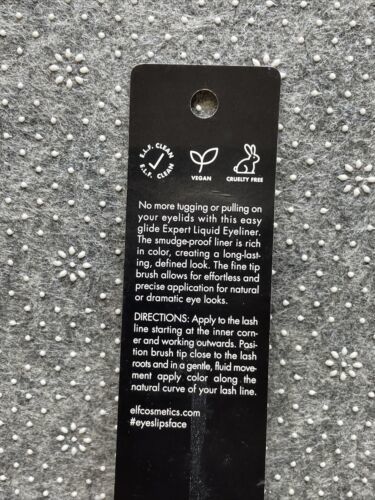 E.L.F. CLEAN
E.L.F. CLEAN
VEGAN
CRUELTY FREE
No more tugging or pulling on
your eyelids with this easy
glide Expert Liquid Eyeliner.
The smudge-proof liner is rich
in color, creating a long-last-
ing, defined look. The fine tip
brush allows for effortless and
precise application for natural
or dramatic eye looks.
DIRECTIONS: Apply to the lash
line starting at the inner corn-
er and working outwards. Posi-
tion brush tip close to the lash
roots and in a gentle, fluid move-
ment apply color along the
natural curve of your lash line.
elfcosmetics.com
#eyeslipsface